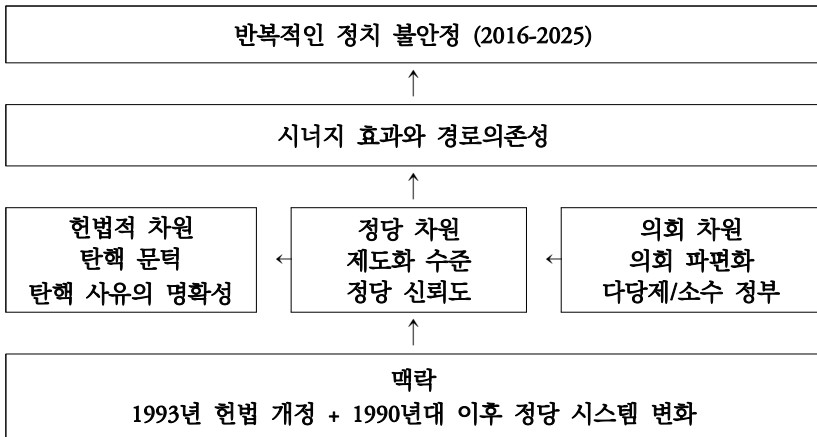 반복적인 정치 불안정 (2016-2025)
↑
시너지 효과와 경로의존성
↑
헌법적 차원
탄핵 문턱
탄핵 사유의 명확성
←
정당 차원
제도화 수준
정당 신뢰도
←
의회 차원
의회 파편화
다당제/소수 정부
↑
맥락
1993년 헌법 개정 + 1990년대 이후 정당 시스템 변화